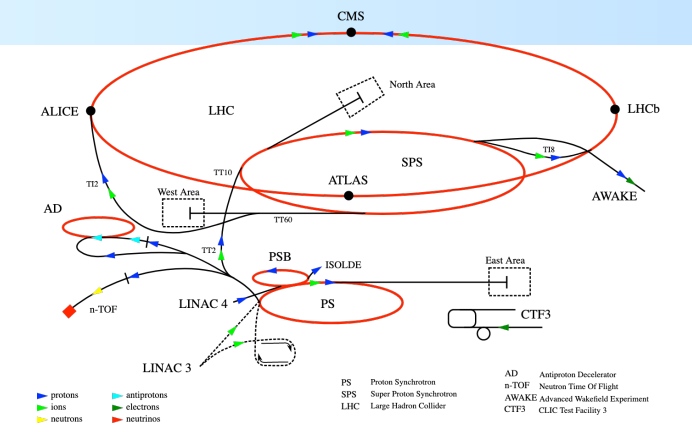 CMS
North Area
ALICE
LHC
LHCb
SPS
TI8
TT10
ATLAS
TI2
West Area
AWAKE
AD
TT60
TT2
PSB
ISOLDE
East Area
LINAC 4
PS
n-TOF
CTF3
LINAC 3
protons
ions
neutrons
antiprotons
electrons
neutrinos
PS Proton Synchrotron
SPS Super Proton Synchrotron
LHC Large Hadron Collider
AD Antiproton Decelerator
n-TOF Neutron Time Of Flight
AWAKE Advanced Wakefield Experiment
CTF3 CLIC Test Facility 3